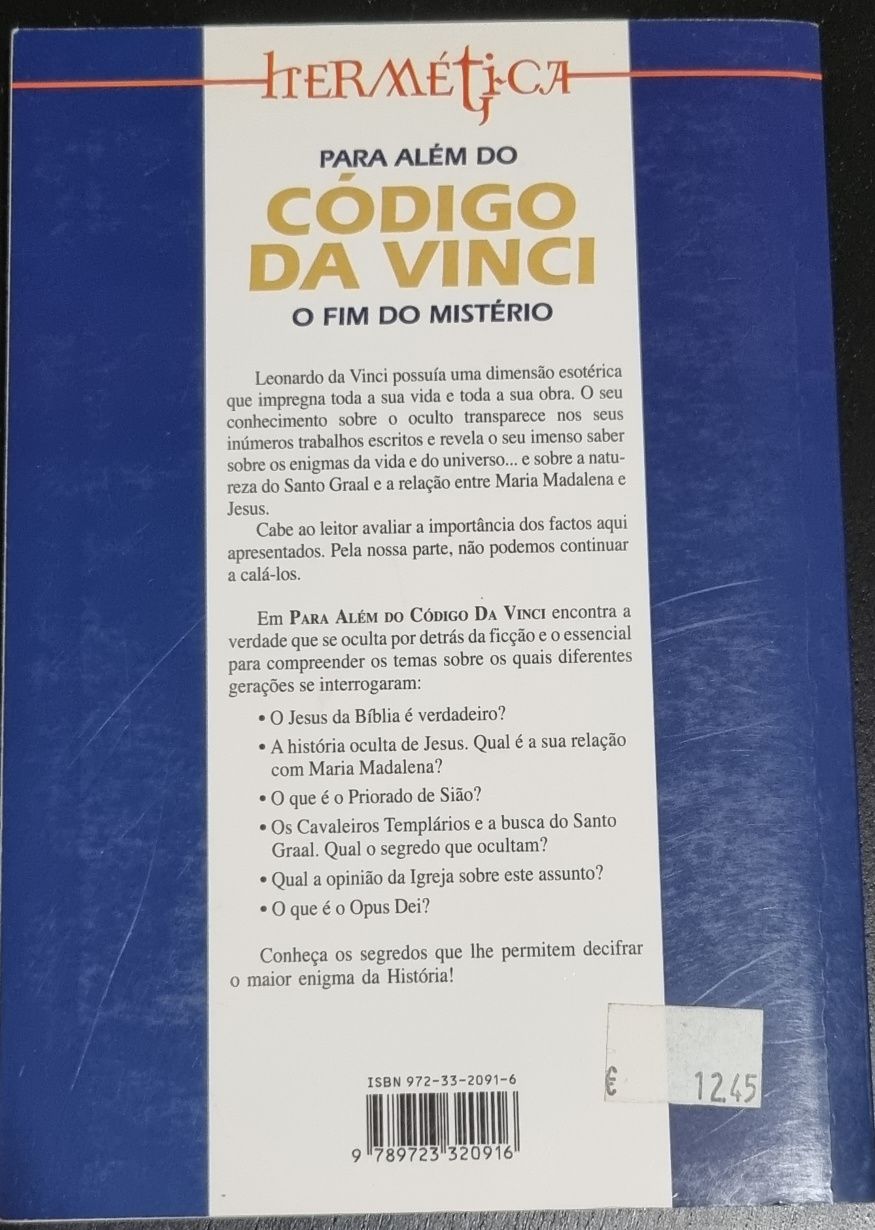 HERMÉTICA
PARA ALÉM DO
CÓDIGO
DA VINCI
O FIM DO MISTÉRIO
Leonardo da Vinci possuía uma dimensão esotérica
que impregna toda a sua vida e toda a sua obra. O seu
conhecimento sobre o oculto transparece nos seus
inúmeros trabalhos escritos e revela o seu imenso saber
sobre os enigmas da vida e do universo... e sobre a natu-
reza do Santo Graal e a relação entre Maria Madalena e
Jesus.
Cabe ao leitor avaliar a importância dos factos aqui
apresentados. Pela nossa parte, não podemos continuar
a calá-los.
Em PARA ALÉM DO CÓDIGO DA VINCI encontra a
verdade que se oculta por detrás da ficção e o essencial
para compreender os temas sobre os quais diferentes
gerações se interrogaram:
• O Jesus da Bíblia é verdadeiro?
• A história oculta de Jesus. Qual é a sua relação
com Maria Madalena?
• O que é o Priorado de Sião?
• Os Cavaleiros Templários e a busca do Santo
Graal. Qual o segredo que ocultam?
• Qual a opinião da Igreja sobre este assunto?
• O que é o Opus Dei?
Conheça os segredos que lhe permitem decifrar
o maior enigma da História!
€ 12.45
ISBN 972-33-2091-6
9 789723 320916